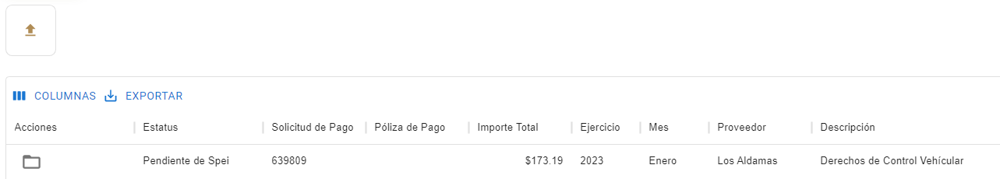 COLUMNAS EXPORTAR
Acciones Estatus Solicitud de Pago Póliza de Pago Importe Total Ejercicio Mes Proveedor Descripción
Pendiente de Spei 639809 $173.19 2023 Enero Los Aldamas Derechos de Control Vehícular